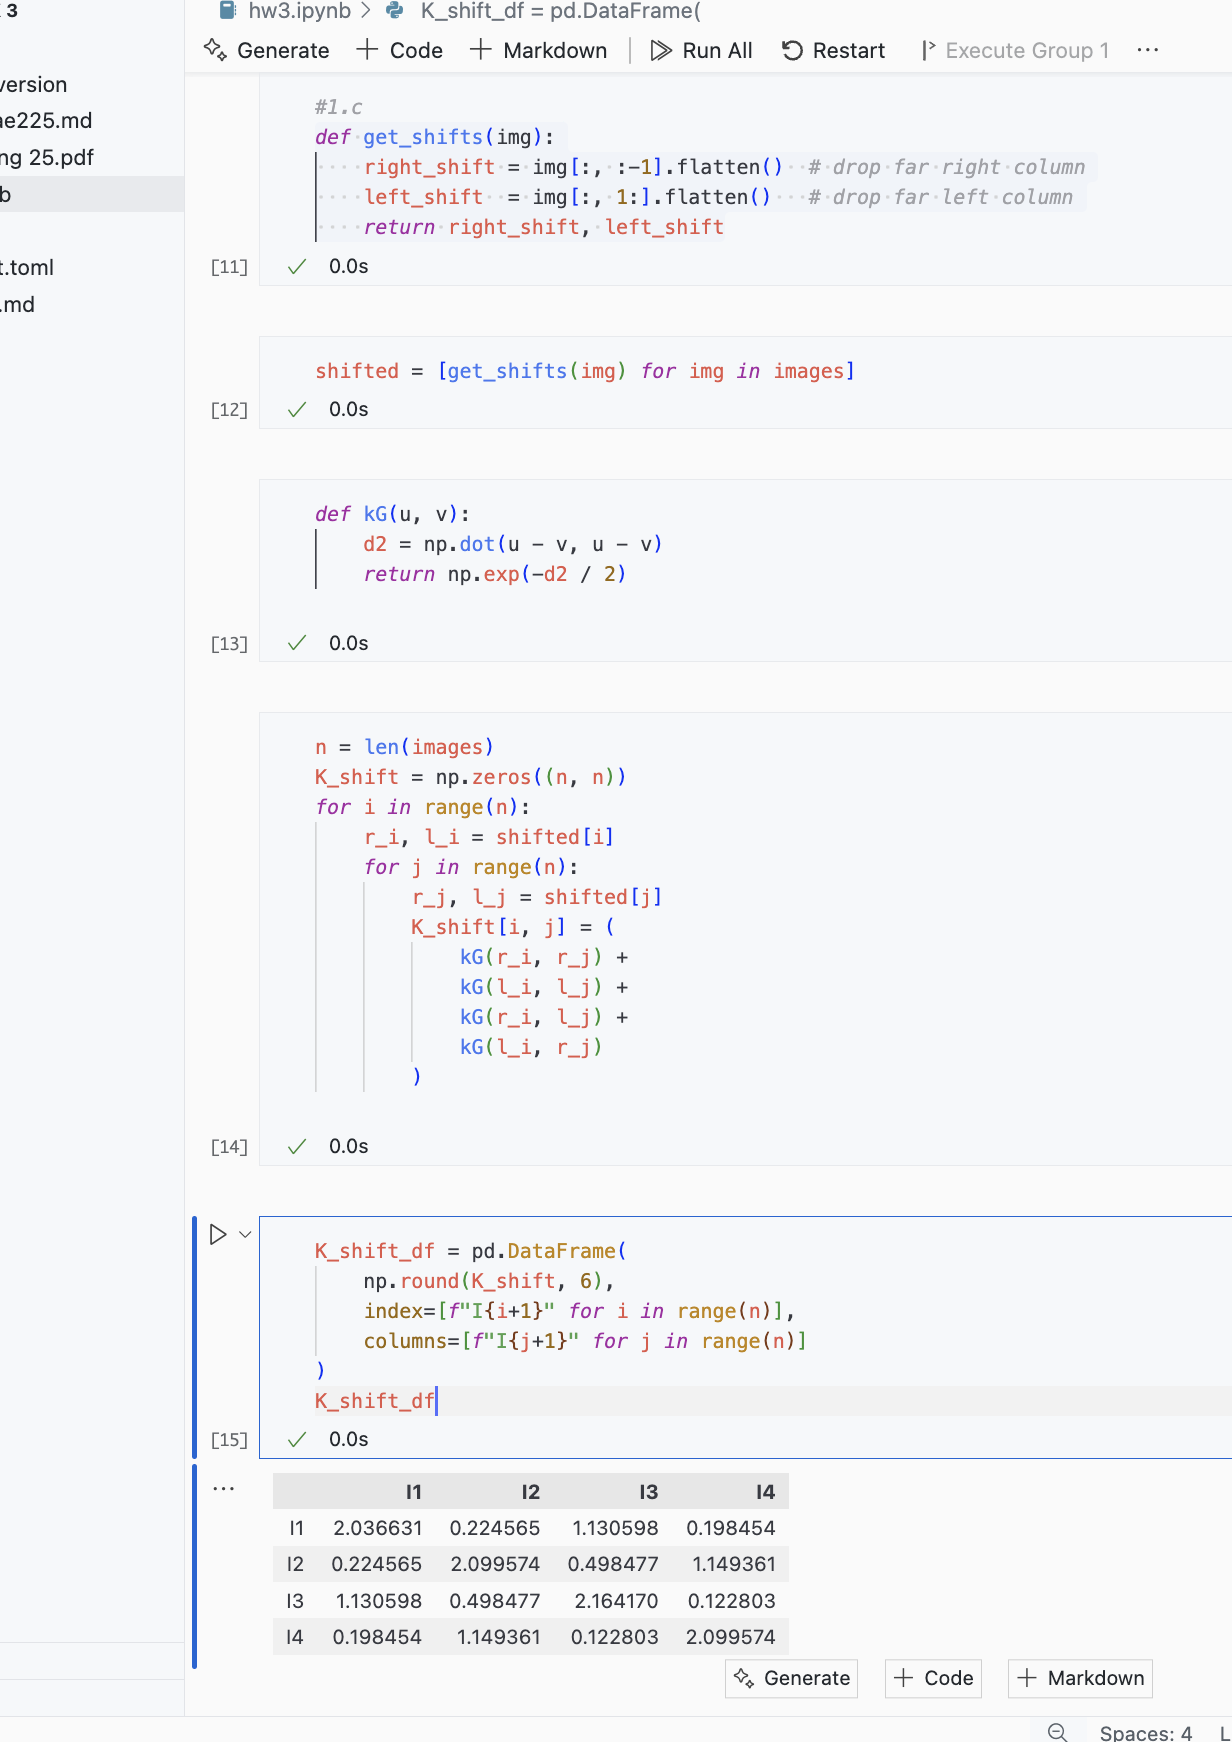 3
version
ae225.md
ng 25.pdf
b
t.toml
.md
hw3.ipynb > K_shift_df = pd.DataFrame(
Generate + Code + Markdown | Run All Restart Execute Group 1 ...
#1.c
def get_shifts(img):
    right_shift = img[:, :-1].flatten()  # drop far right column
    left_shift  = img[:, 1:].flatten()   # drop far left column
    return right_shift, left_shift
[11] ✓ 0.0s
shifted = [get_shifts(img) for img in images]
[12] ✓ 0.0s
def kG(u, v):
    d2 = np.dot(u - v, u - v)
    return np.exp(-d2 / 2)
[13] ✓ 0.0s
n = len(images)
K_shift = np.zeros((n, n))
for i in range(n):
    r_i, l_i = shifted[i]
    for j in range(n):
        r_j, l_j = shifted[j]
        K_shift[i, j] = (
            kG(r_i, r_j) +
            kG(l_i, l_j) +
            kG(r_i, l_j) +
            kG(l_i, r_j)
        )
[14] ✓ 0.0s
K_shift_df = pd.DataFrame(
    np.round(K_shift, 6),
    index=[f"I{i+1}" for i in range(n)],
    columns=[f"I{j+1}" for j in range(n)]
)
K_shift_df
[15] ✓ 0.0s
... I1 I2 I3 I4
I1 2.036631 0.224565 1.130598 0.198454
I2 0.224565 2.099574 0.498477 1.149361
I3 1.130598 0.498477 2.164170 0.122803
I4 0.198454 1.149361 0.122803 2.099574
Generate + Code + Markdown
Spaces: 4 L